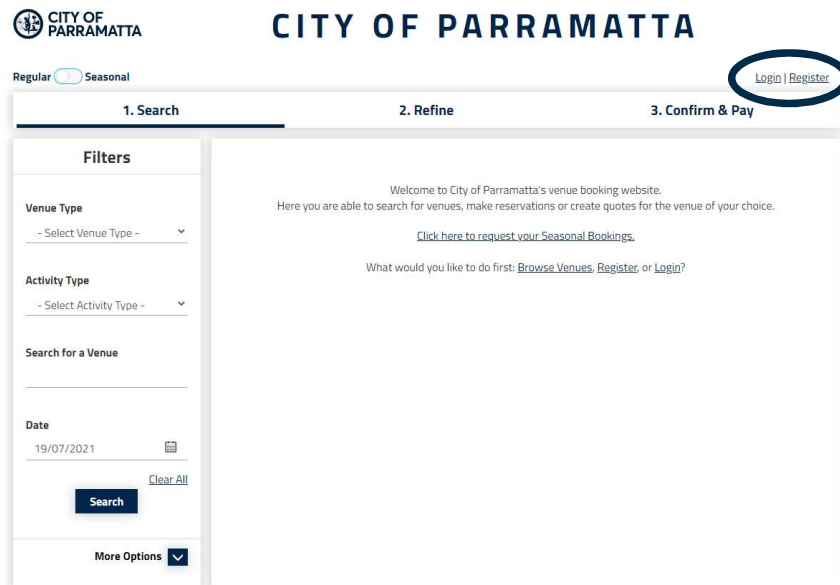 CITY OF
PARRAMATTA
CITY OF PARRAMATTA
Regular Seasonal
Login | Register
1. Search
2. Refine
3. Confirm & Pay
Filters
Venue Type
- Select Venue Type -
Activity Type
- Select Activity Type -
Search for a Venue
Date
19/07/2021
Clear All
Search
More Options
Welcome to City of Parramatta's venue booking website.
Here you are able to search for venues, make reservations or create quotes for the venue of your choice.
Click here to request your Seasonal Bookings.
What would you like to do first: Browse Venues, Register, or Login?